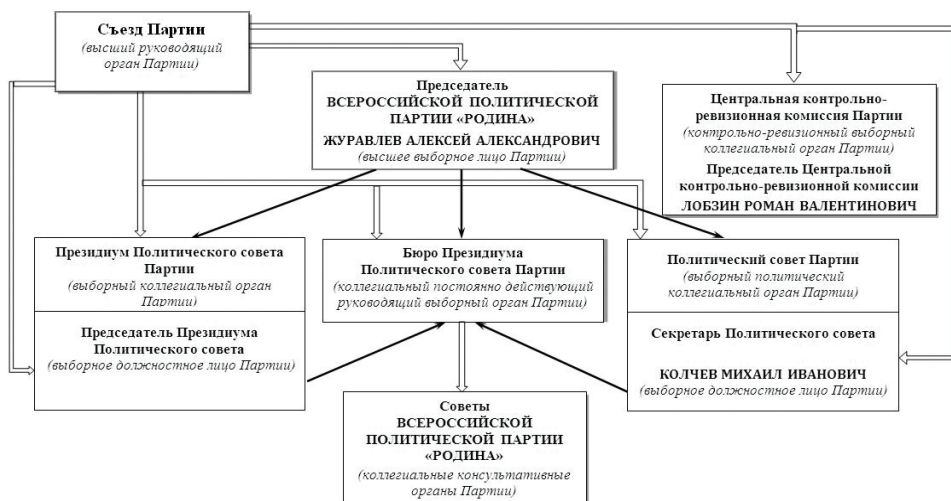 Съезд Партии
(высший руководящий
орган Партии)
Председатель
ВСЕРОССИЙСКОЙ ПОЛИТИЧЕСКОЙ
ПАРТИИ «РОДИНА»
ЖУРАВЛЕВ АЛЕКСЕЙ АЛЕКСАНДРОВИЧ
(высшее выборное лицо Партии)
Центральная контрольно-
ревизионная комиссия Партии
(контрольно-ревизионный выборный
коллегиальный орган Партии)
Председатель Центральной
контрольно-ревизионной комиссии
ЛОБЗИН РОМАН ВАЛЕНТИНОВИЧ
Президиум Политического совета
Партии
(выборный коллегиальный орган
Партии)
Председатель Президиума
Политического совета
(выборное должностное лицо Партии)
Бюро Президиума
Политического совета Партии
(коллегиальный постоянно действующий
руководящий выборный орган Партии)
Политический совет Партии
(выборный политический
коллегиальный орган Партии)
Секретарь Политического совета
КОЛЧЕВ МИХАИЛ ИВАНОВИЧ
(выборное должностное лицо Партии)
Советы
ВСЕРОССИЙСКОЙ
ПОЛИТИЧЕСКОЙ ПАРТИИ
«РОДИНА»
(коллегиальные консультативные
органы Партии)